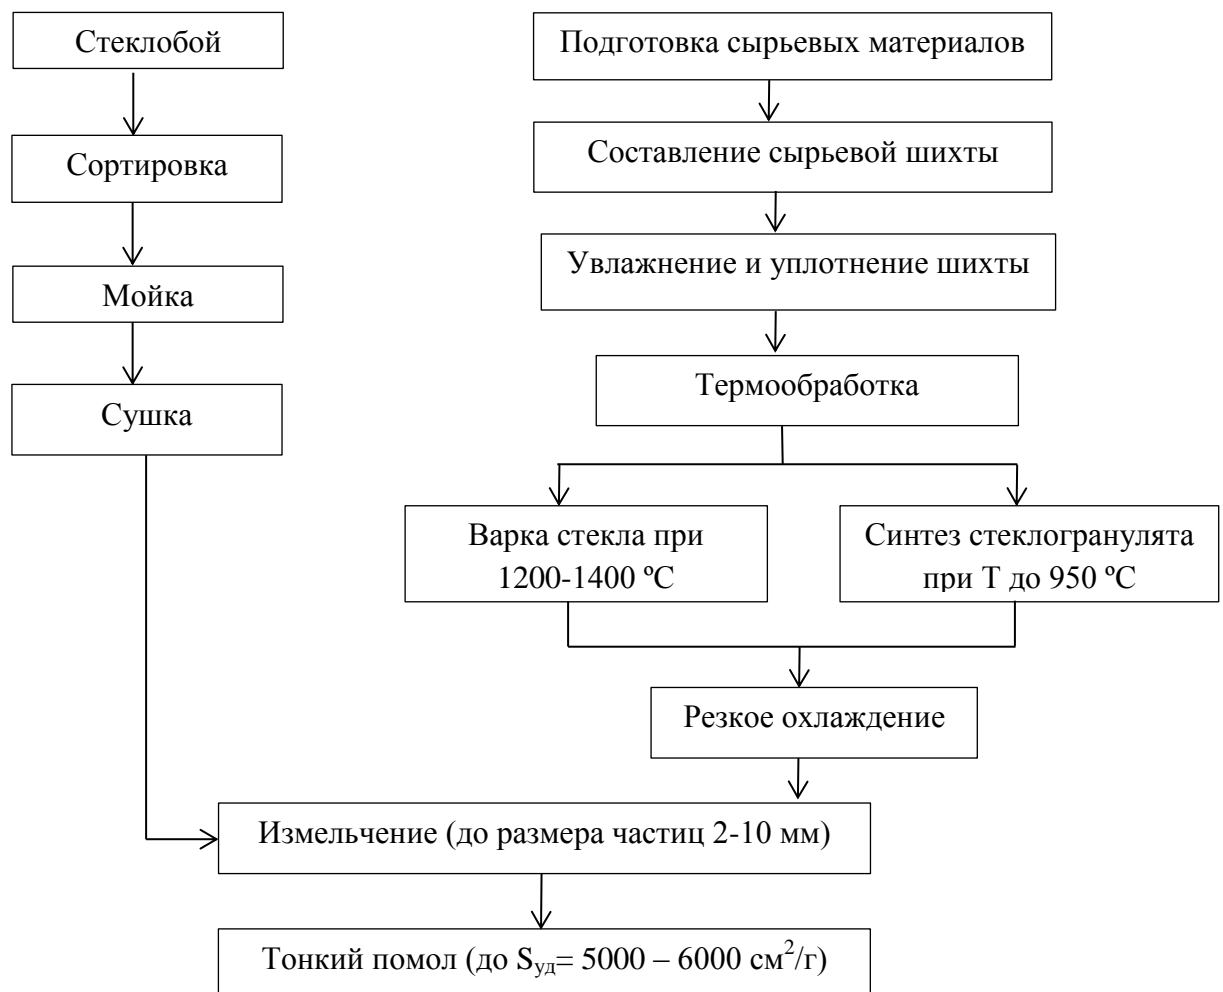 Стеклобой
Сортировка
Мойка
Сушка
Подготовка сырьевых материалов
Составление сырьевой шихты
Увлажнение и уплотнение шихты
Термообработка
Варка стекла при
1200-1400 ºС
Синтез стеклогранулята
при Т до 950 ºС
Резкое охлаждение
Измельчение (до размера частиц 2-10 мм)
Тонкий помол (до Sуд= 5000 – 6000 см²/г)